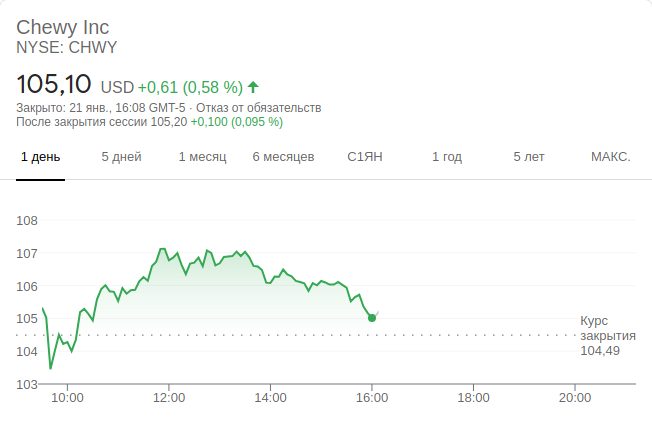 Chewy Inc
NYSE: CHWY
105,10 USD +0,61 (0,58 %)
Закрыто: 21 янв., 16:08 GMT-5 · Отказ от обязательств
После закрытия сессии 105,20 +0,100 (0,095 %)
1 день 5 дней 1 месяц 6 месяцев С1ЯН 1 год 5 лет МАКС.
108
107
106
105
104
103
Курс
закрытия
104,49
10:00 12:00 14:00 16:00 18:00 20:00